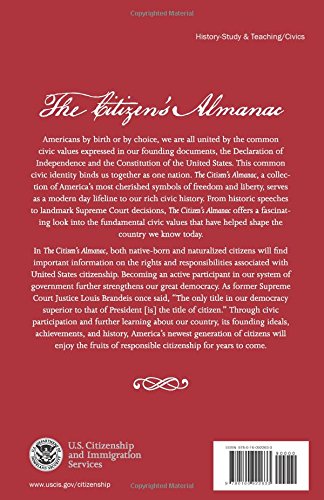 History-Study & Teaching/Civics
The Citizen's Almanac
Americans by birth or by choice, we are all united by the common
civic values expressed in our founding documents, the Declaration of
Independence and the Constitution of the United States. This common
civic identity binds us together as one nation. The Citizen's Almanac, a collec-
tion of America's most cherished symbols of freedom and liberty, serves
as a modern day lifeline to our rich civic history. From historic speeches
to landmark Supreme Court decisions, The Citizen's Almanac offers a fascinat-
ing look into the fundamental civic values that have helped shape the
country we know today.
In The Citizen's Almanac, both native-born and naturalized citizens will find
important information on the rights and responsibilities associated with
United States citizenship. Becoming an active participant in our system of
government further strengthens our great democracy. As former Supreme
Court Justice Louis Brandeis once said, "The only title in our democracy
superior to that of President [is] the title of citizen." Through civic
participation and further learning about our country, its founding ideals,
achievements, and history, America's newest generation of citizens will
enjoy the fruits of responsible citizenship for years to come.
U.S. Citizenship
and Immigration
Services
www.uscis.gov/citizenship
90000